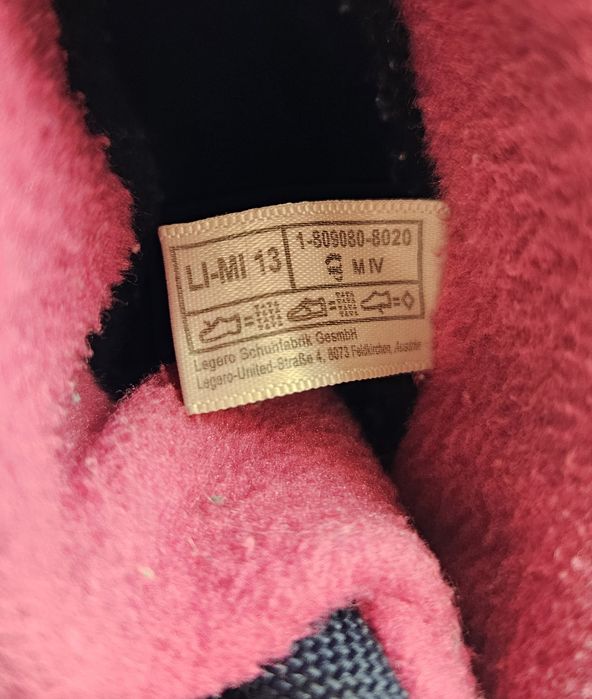 LI-MI 13
1-809080-8020
M IV
= =  = ◇
Legero Schuhfabrik GesmbH
Legero-United-Straße 4, 8073 Feldkirchen, Austria